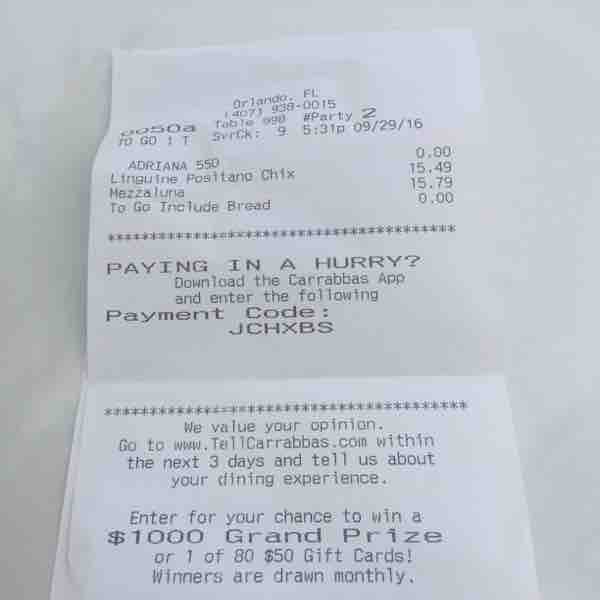 Orlando, FL
(407) 938-0015
Table 990 #Party 2
TO GO 1 T SvrCk: 9 5:31p 09/29/16
ADRIANA 550 0.00
Linguine Positano Chix 15.49
Mezzaluna 15.79
To Go Include Bread 0.00
****************************************
PAYING IN A HURRY?
Download the Carrabbas App
and enter the following
Payment Code:
JCHXBS
****************************************
We value your opinion.
Go to www.TellCarrabbas.com within
the next 3 days and tell us about
your dining experience.
Enter for your chance to win a
$1000 Grand Prize
or 1 of 80 $50 Gift Cards!
Winners are drawn monthly.